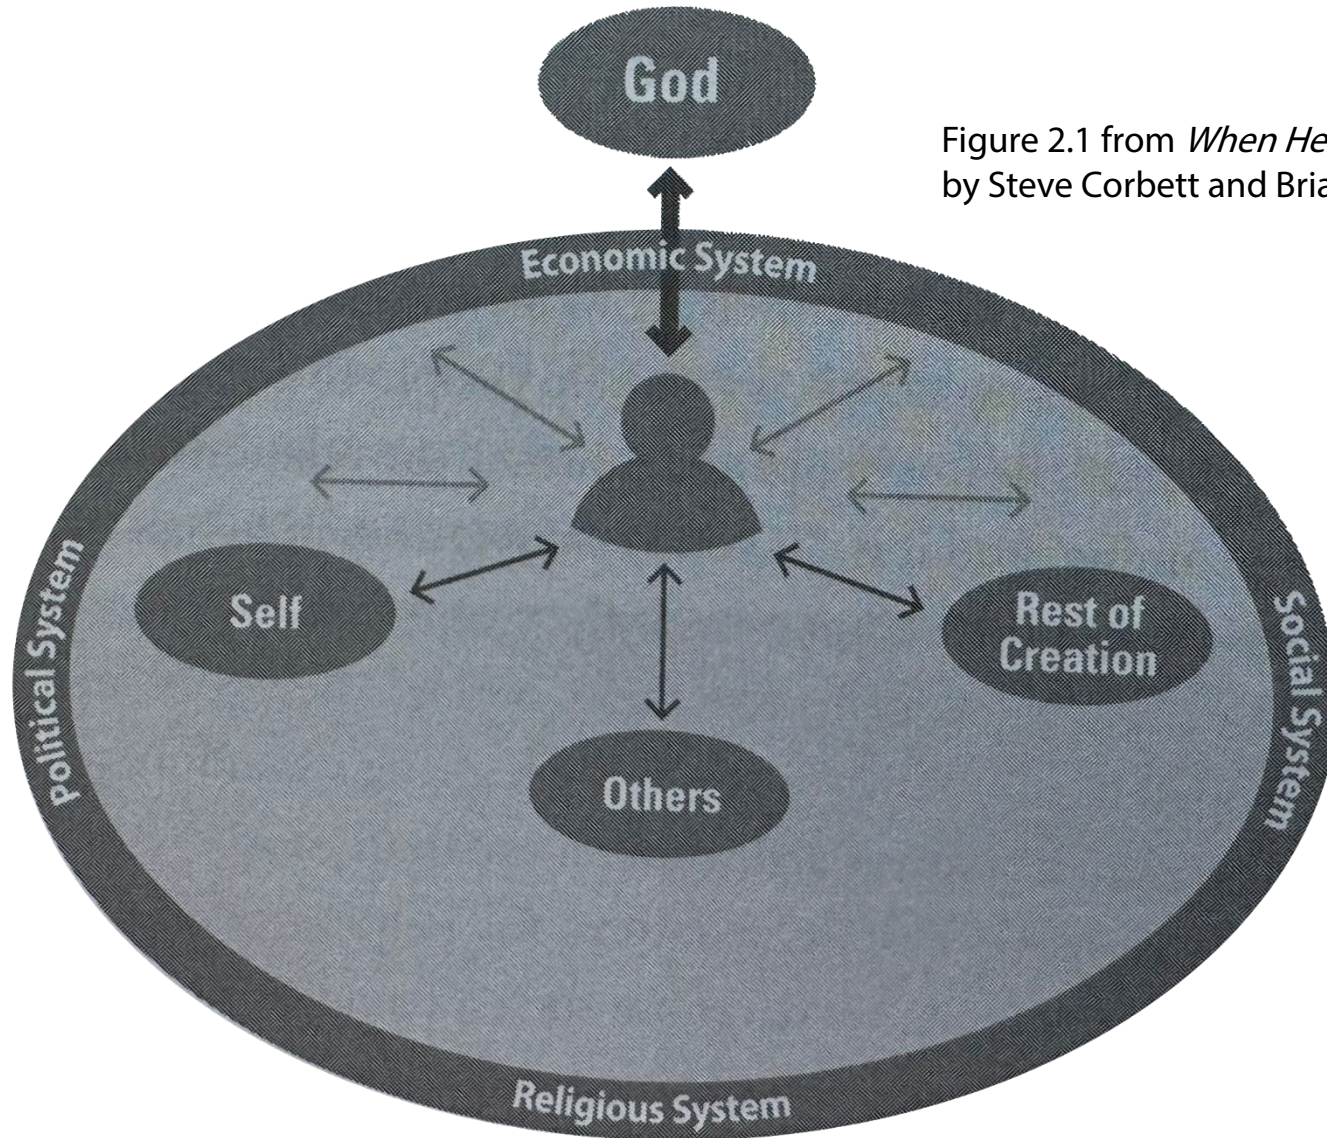 God
Figure 2.1 from When He
by Steve Corbett and Bria
Economic System
Political System
Self
Rest of
Creation
Social System
Others
Religious System